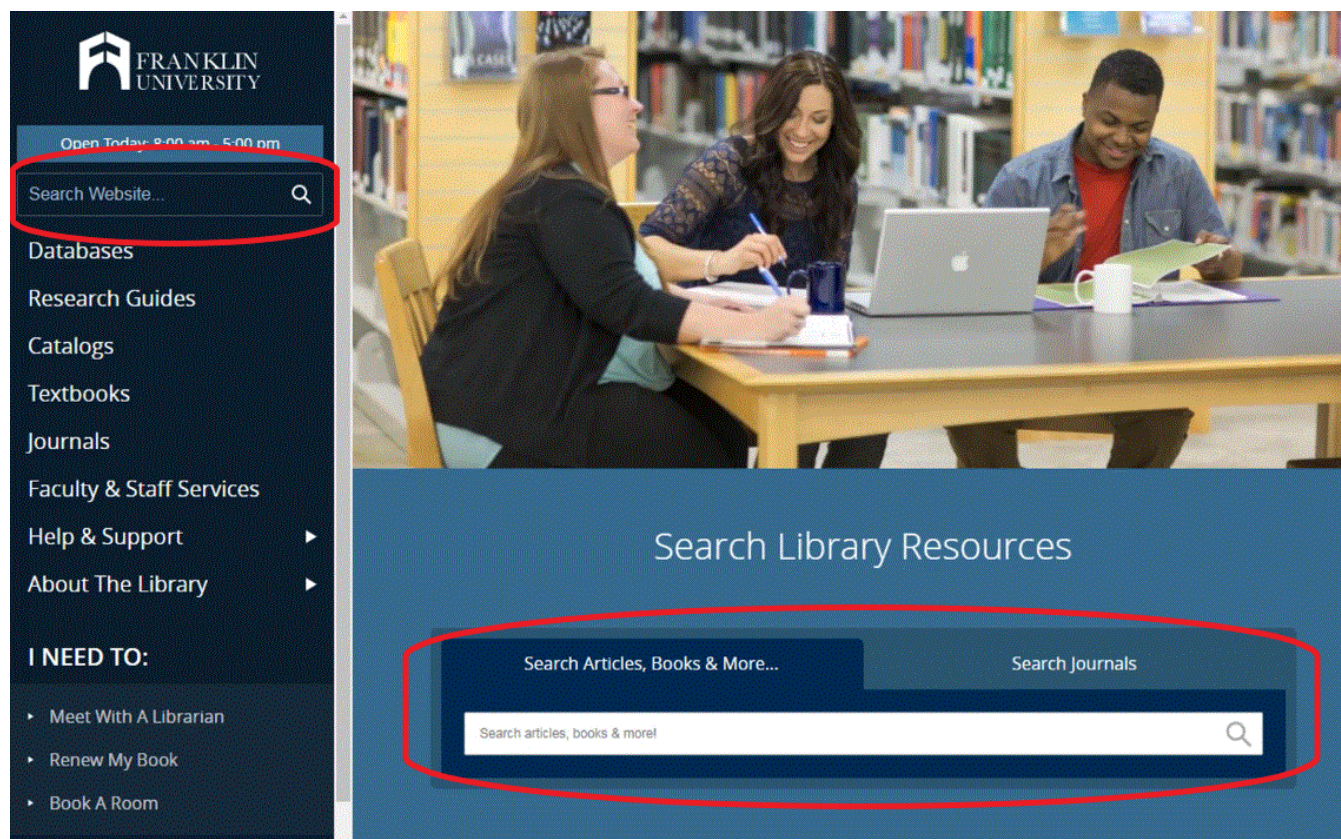 FRANKLIN
UNIVERSITY
Open Today: 8:00 am - 5:00 pm
Search Website...
Databases
Research Guides
Catalogs
Textbooks
Journals
Faculty & Staff Services
Help & Support
About The Library
I NEED TO:
Meet With A Librarian
Renew My Book
Book A Room
Search Library Resources
Search Articles, Books & More...
Search Journals
Search articles, books & more!